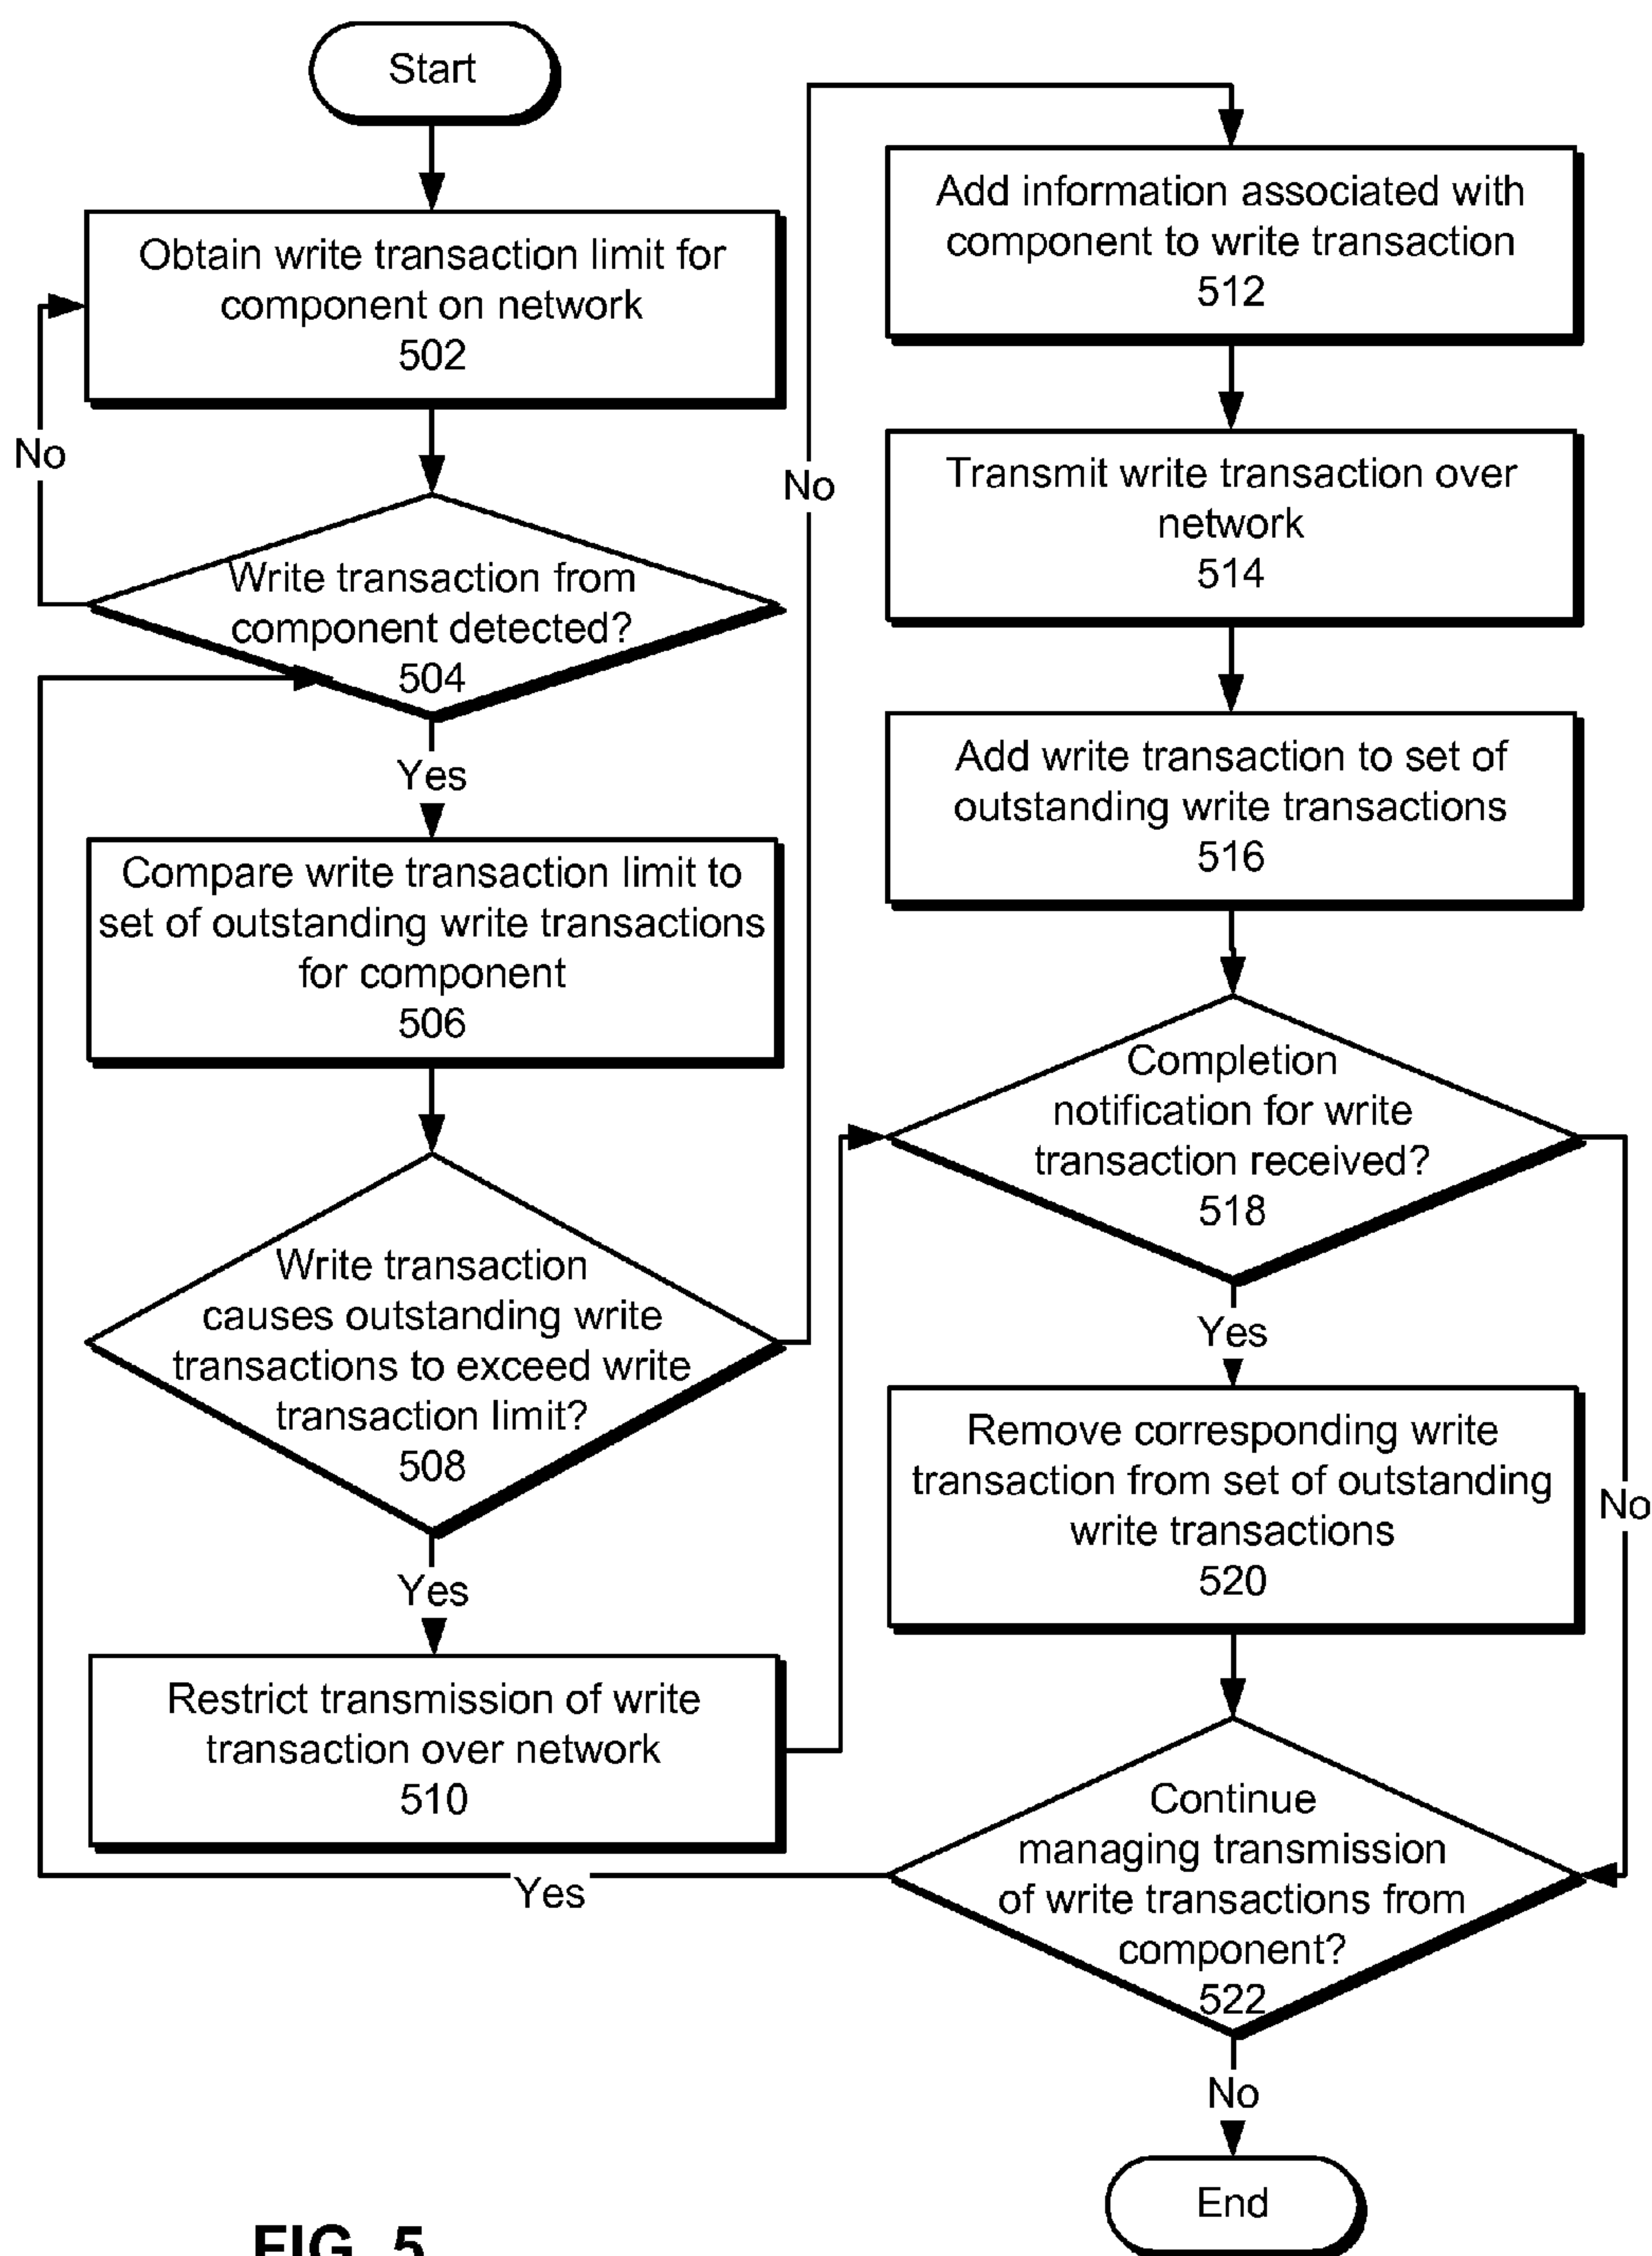 Start
Obtain write transaction limit for
component on network
502
No
Write transaction from
component detected?
504
Yes
Compare write transaction limit to
set of outstanding write transactions
for component
506
Write transaction
causes outstanding write
transactions to exceed write
transaction limit?
508
No
Yes
Restrict transmission of write
transaction over network
510
Add information associated with
component to write transaction
512
Transmit write transaction over
network
514
Add write transaction to set of
outstanding write transactions
516
Completion
notification for write
transaction received?
518
Yes
No
Remove corresponding write
transaction from set of outstanding
write transactions
520
Continue
managing transmission
of write transactions from
component?
522
Yes
No
End
FIG. 5